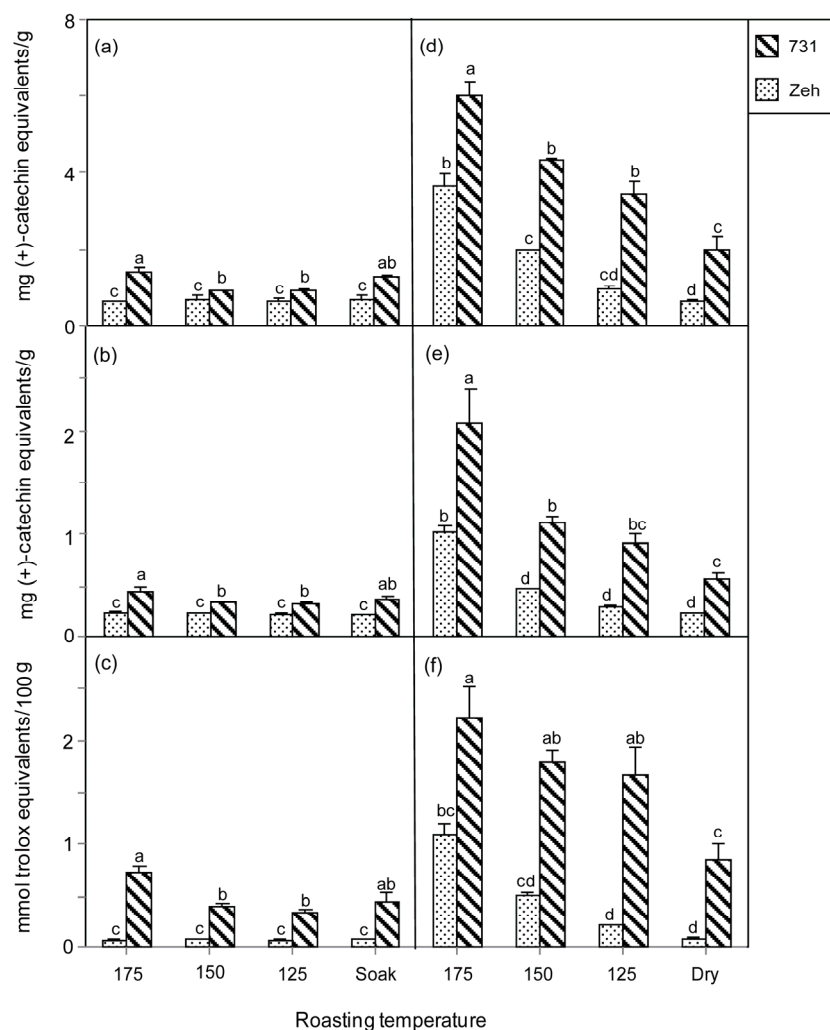 731
Zeh
mg (+)-catechin equivalents/g
8
4
0
(a)
c a c b c b c ab
(d)
b a c b cd b d c
mg (+)-catechin equivalents/g
2
1
0
(b)
c a c b c b c ab
(e)
b a d b d bc d c
mmol trolox equivalents/100 g
2
1
0
(c)
c a c b c b c ab
(f)
bc a cd ab d ab d c
175 150 125 Soak 175 150 125 Dry
Roasting temperature